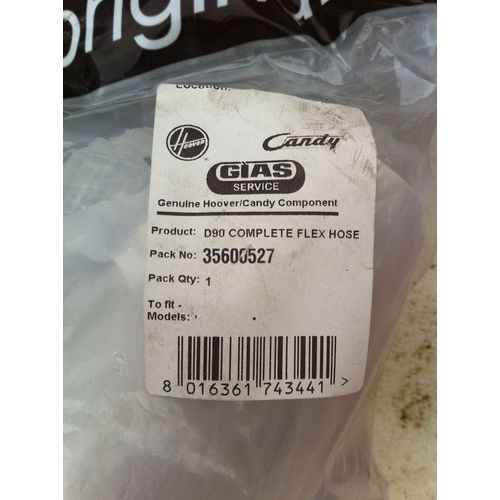 original
Location:
HOOVER
Candy
GIAS
SERVICE
Genuine Hoover/Candy Component
Product: D90 COMPLETE FLEX HOSE
Pack No: 35600527
Pack Qty: 1
To fit -
Models:
8 016361 743441 >